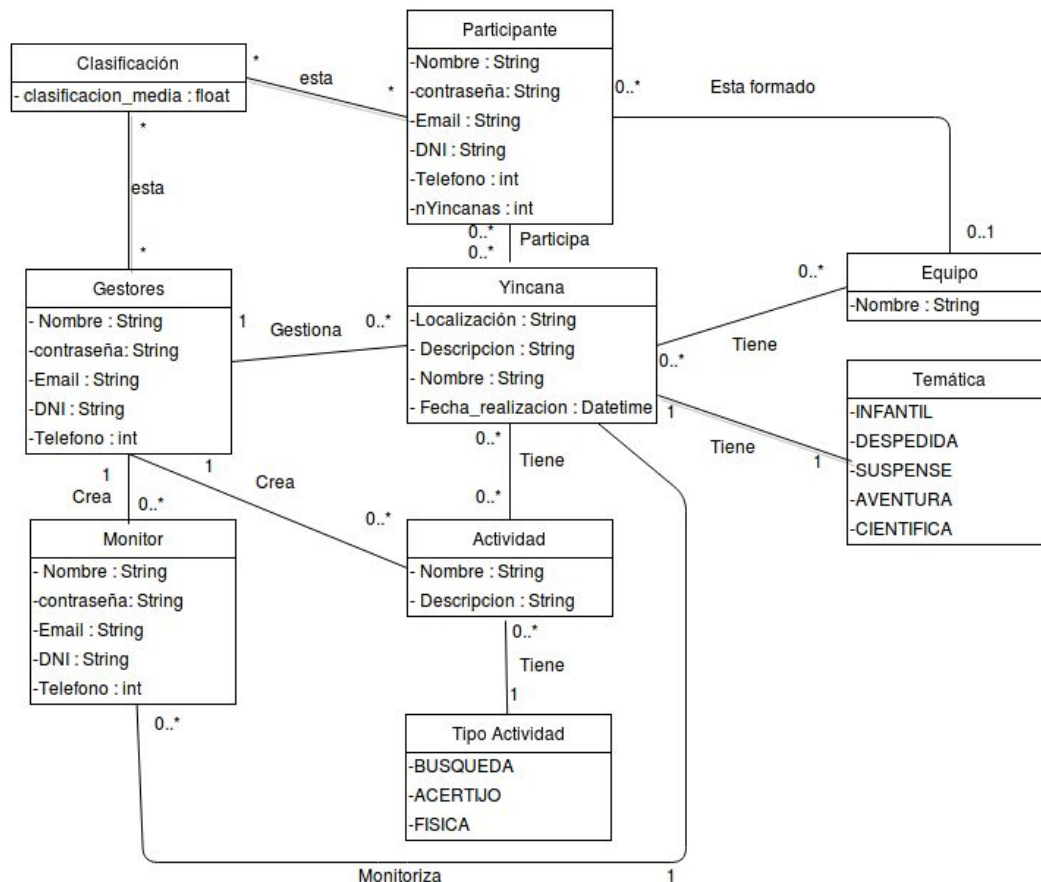 Participante
-Nombre : String
-contraseña: String
-Email : String
-DNI : String
-Telefono : int
-nYincanas : int
Clasificación
- clasificacion_media : float
*
esta
*
0..*
Esta formado
0..1
*
esta
*
0..*
0..*
Participa
Gestores
- Nombre : String
-contraseña: String
-Email : String
-DNI : String
-Telefono : int
1
Gestiona
0..*
Yincana
-Localización : String
- Descripcion : String
- Nombre : String
- Fecha_realizacion : Datetime
0..*
Tiene
0..*
Equipo
-Nombre : String
1
Tiene
1
Temática
-INFANTIL
-DESPEDIDA
-SUSPENSE
-AVENTURA
-CIENTIFICA
1
Crea
0..*
1
Crea
0..*
0..*
Tiene
0..*
Monitor
- Nombre : String
-contraseña: String
-Email : String
-DNI : String
-Telefono : int
Actividad
- Nombre : String
- Descripcion : String
0..*
Tiene
1
Tipo Actividad
-BUSQUEDA
-ACERTIJO
-FISICA
0..*
Monitoriza
1